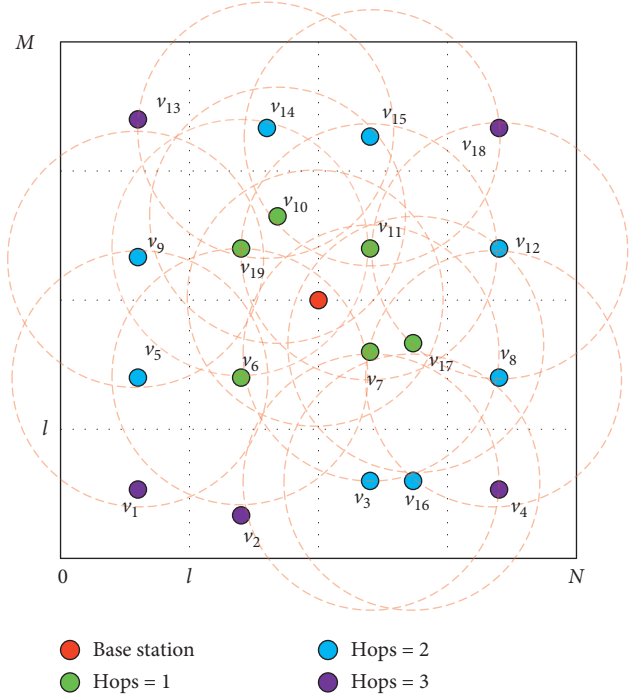 M
v13
v14
v15
v18
v10
v9
v19
v11
v12
v5
v6
v7
v17
v8
l
v1
v2
v3
v16
v4
0
l
N
Base station
Hops = 2
Hops = 1
Hops = 3